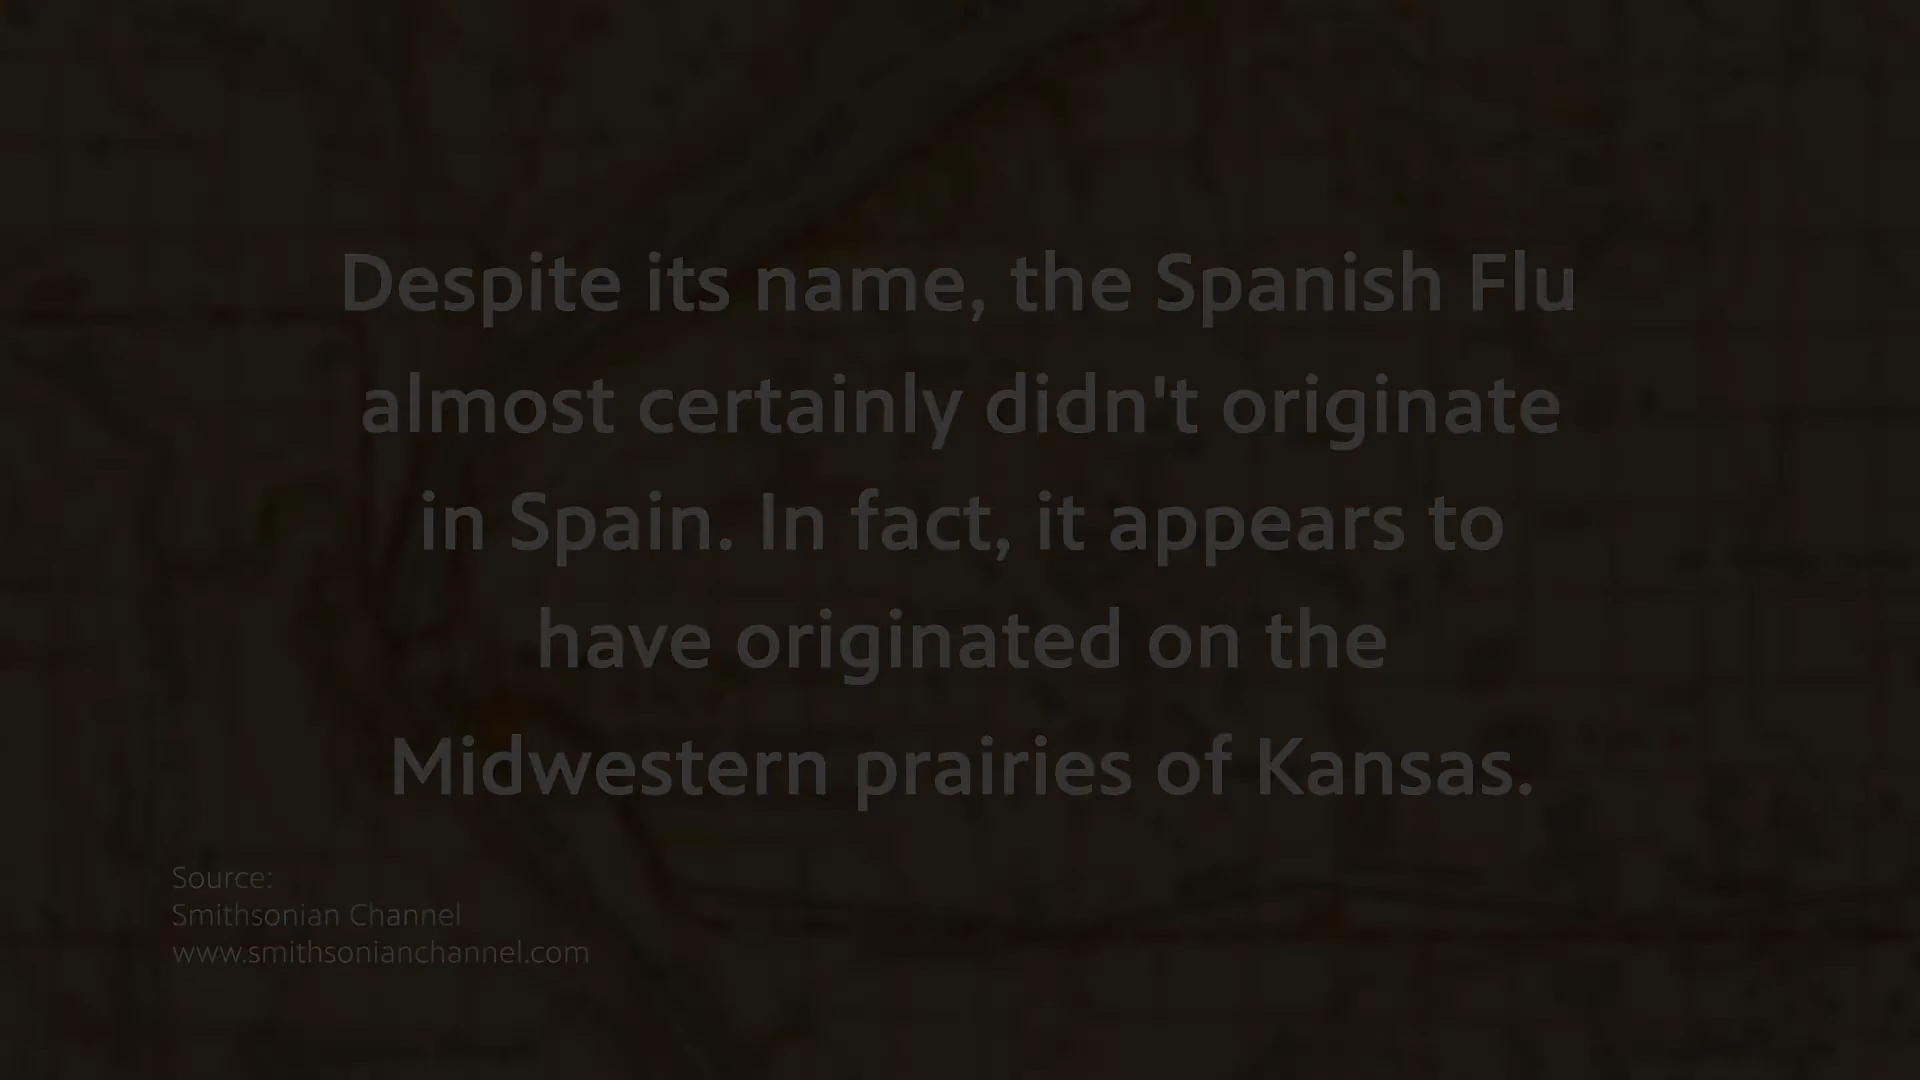 Despite its name, the Spanish Flu
almost certainly didn't originate
in Spain. In fact, it appears to
have originated on the
Midwestern prairies of Kansas.
Source:
Smithsonian Channel
www.smithsonianchannel.com